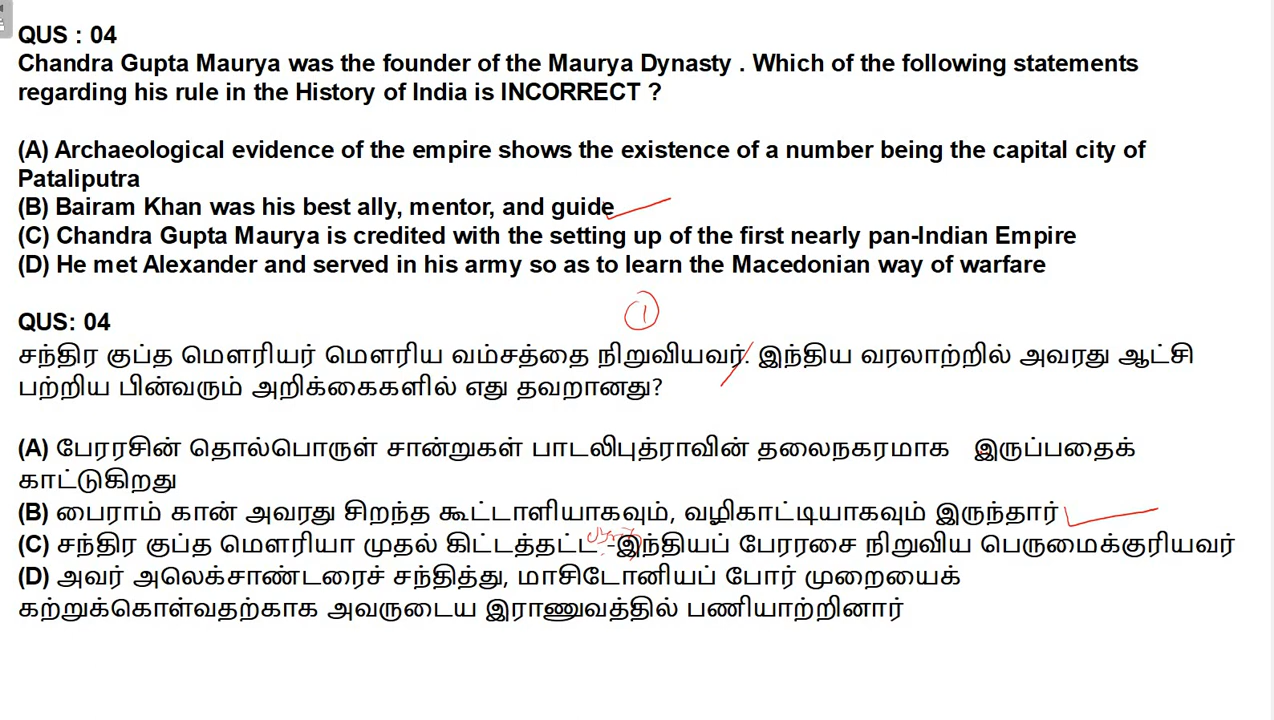 QUS : 04
Chandra Gupta Maurya was the founder of the Maurya Dynasty . Which of the following statements
regarding his rule in the History of India is INCORRECT ?
(A) Archaeological evidence of the empire shows the existence of a number being the capital city of
Pataliputra
(B) Bairam Khan was his best ally, mentor, and guide
(C) Chandra Gupta Maurya is credited with the setting up of the first nearly pan-Indian Empire
(D) He met Alexander and served in his army so as to learn the Macedonian way of warfare
1
QUS: 04
சந்திர குப்த மௌரியர் மௌரிய வம்சத்தை நிறுவியவர். இந்திய வரலாற்றில் அவரது ஆட்சி
பற்றிய பின்வரும் அறிக்கைகளில் எது தவறானது?
(A) பேரரசின் தொல்பொருள் சான்றுகள் பாடலிபுத்ராவின் தலைநகரமாக இருப்பதைக்
காட்டுகிறது
(B) பைராம் கான் அவரது சிறந்த கூட்டாளியாகவும், வழிகாட்டியாகவும் இருந்தார்
(C) சந்திர குப்த மௌரியா முதல் கிட்டத்தட்ட -இந்தியப் பேரரசை நிறுவிய பெருமைக்குரியவர்
(D) அவர் அலெக்சாண்டரைச் சந்தித்து, மாசிடோனியப் போர் முறையைக்
கற்றுக்கொள்வதற்காக அவருடைய இராணுவத்தில் பணியாற்றினார்